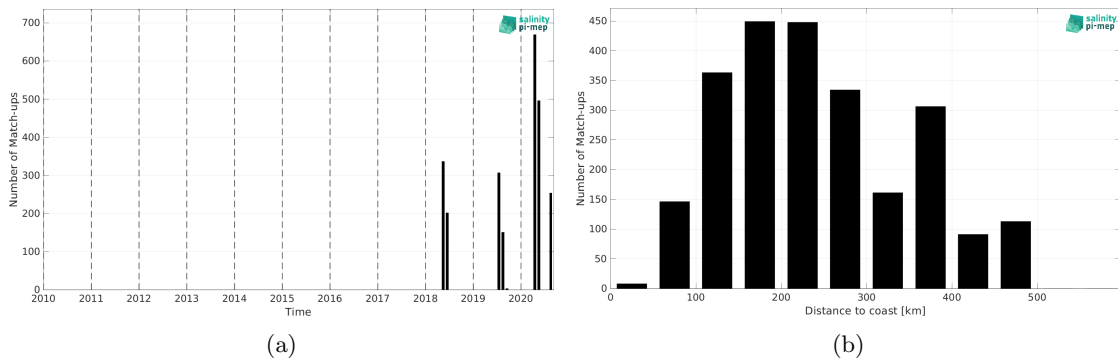 salinity
pi-mep
700
600
500
400
300
200
100
0
Number of Match-ups
2010 2011 2012 2013 2014 2015 2016 2017 2018 2019 2020
Time
(a)
salinity
pi-mep
450
400
350
300
250
200
150
100
50
0
Number of Match-ups
0 100 200 300 400 500
Distance to coast [km]
(b)